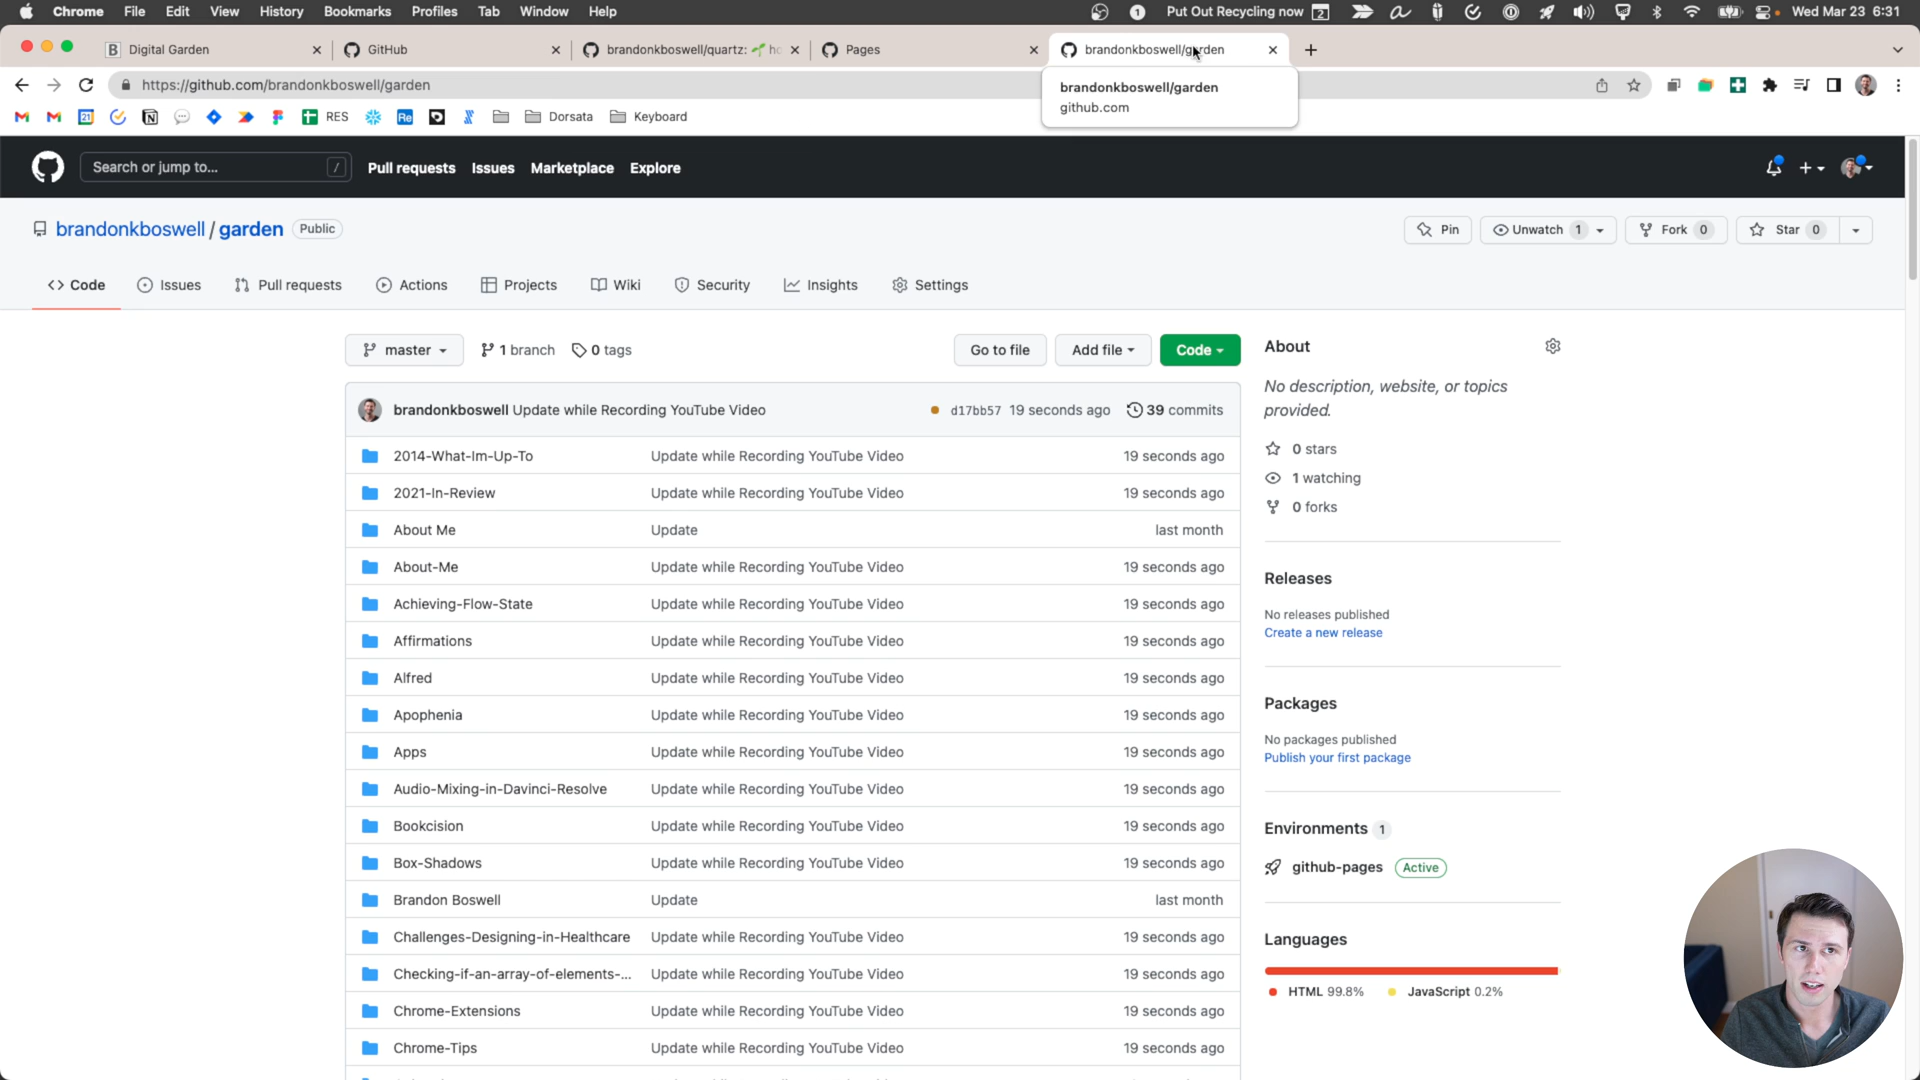 Chrome File Edit View History Bookmarks Profiles Tab Window Help Put Out Recycling now 2 Wed Mar 23 6:31
B Digital Garden GitHub brandonkboswell/quartz: 🌱 ho Pages brandonkboswell/garden
https://github.com/brandonkboswell/garden
brandonkboswell/garden
github.com
RES Re Dorsata Keyboard
Search or jump to... / Pull requests Issues Marketplace Explore
brandonkboswell / garden Public Pin Unwatch 1 Fork 0 Star 0
Code Issues Pull requests Actions Projects Wiki Security Insights Settings
master 1 branch 0 tags Go to file Add file Code
brandonkboswell Update while Recording YouTube Video d17bb57 19 seconds ago 39 commits
2014-What-Im-Up-To Update while Recording YouTube Video 19 seconds ago
2021-In-Review Update while Recording YouTube Video 19 seconds ago
About Me Update last month
About-Me Update while Recording YouTube Video 19 seconds ago
Achieving-Flow-State Update while Recording YouTube Video 19 seconds ago
Affirmations Update while Recording YouTube Video 19 seconds ago
Alfred Update while Recording YouTube Video 19 seconds ago
Apophenia Update while Recording YouTube Video 19 seconds ago
Apps Update while Recording YouTube Video 19 seconds ago
Audio-Mixing-in-Davinci-Resolve Update while Recording YouTube Video 19 seconds ago
Bookcision Update while Recording YouTube Video 19 seconds ago
Box-Shadows Update while Recording YouTube Video 19 seconds ago
Brandon Boswell Update last month
Challenges-Designing-in-Healthcare Update while Recording YouTube Video 19 seconds ago
Checking-if-an-array-of-elements-... Update while Recording YouTube Video 19 seconds ago
Chrome-Extensions Update while Recording YouTube Video 19 seconds ago
Chrome-Tips Update while Recording YouTube Video 19 seconds ago
About
No description, website, or topics
provided.
0 stars
1 watching
0 forks
Releases
No releases published
Create a new release
Packages
No packages published
Publish your first package
Environments 1
github-pages Active
Languages
HTML 99.8% JavaScript 0.2%